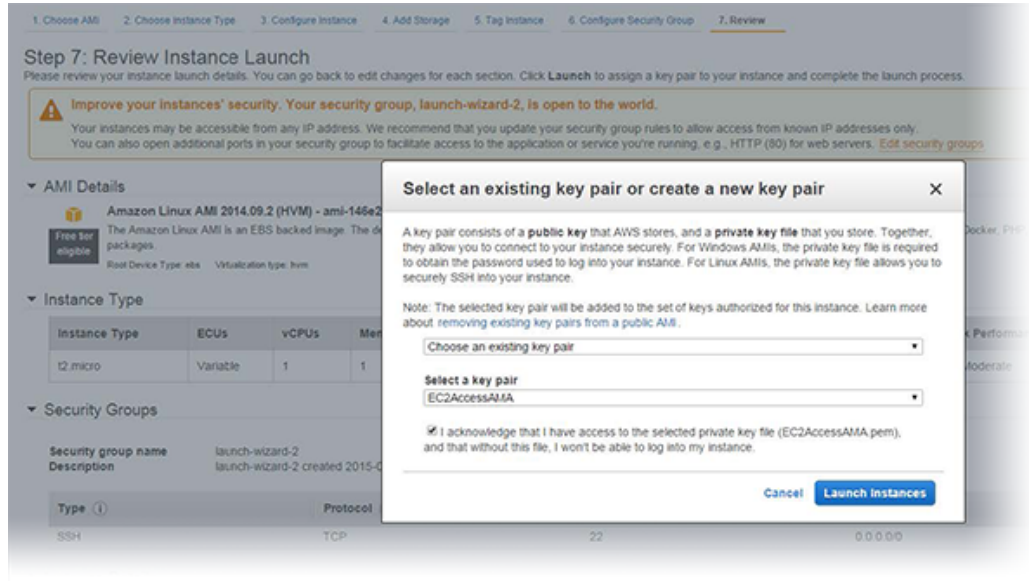 1. Choose AMI 2. Choose Instance Type 3. Configure Instance 4. Add Storage 5. Tag Instance 6. Configure Security Group 7. Review
Step 7: Review Instance Launch
Please review your instance launch details. You can go back to edit changes for each section. Click Launch to assign a key pair to your instance and complete the launch process.
Improve your instances' security. Your security group, launch-wizard-2, is open to the world.
Your instances may be accessible from any IP address. We recommend that you update your security group rules to allow access from known IP addresses only.
You can also open additional ports in your security group to facilitate access to the application or service you're running, e.g., HTTP (80) for web servers. Edit security groups
AMI Details
Amazon Linux AMI 2014.09.2 (HVM) - ami-146e2
Free tier
eligible
The Amazon Linux AMI is an EBS backed image. The de
Docker, PHP
packages.
Root Device Type: ebs Virtualization type: hvm
Instance Type
Instance Type ECUs vCPUs
t2.micro Variable 1 1 Moderate
Security Groups
Security group name launch-wizard-2
Description launch-wizard-2 created 2015-0
Type Protocol
SSH TCP 22 0.0.0.0/0
Select an existing key pair or create a new key pair
A key pair consists of a public key that AWS stores, and a private key file that you store. Together,
they allow you to connect to your instance securely. For Windows AMIs, the private key file is required
to obtain the password used to log into your instance. For Linux AMIs, the private key file allows you to
securely SSH into your instance.
Note: The selected key pair will be added to the set of keys authorized for this instance. Learn more
about removing existing key pairs from a public AMI.
Choose an existing key pair
Select a key pair
EC2AccessAMA
I acknowledge that I have access to the selected private key file (EC2AccessAMA.pem),
and that without this file, I won't be able to log into my instance.
Cancel Launch Instances